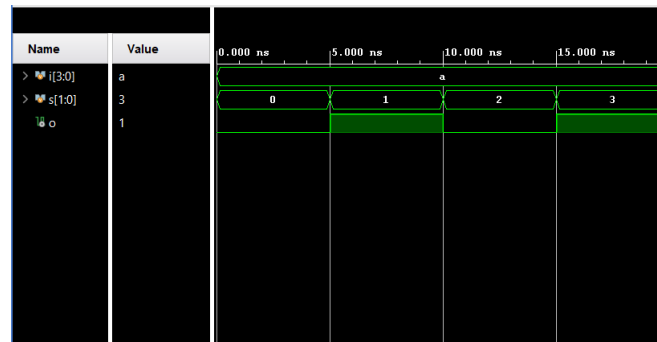 Name Value 0.000 ns 5.000 ns 10.000 ns 15.000 ns
i[3:0] a a
s[1:0] 3 0 1 2 3
o 1